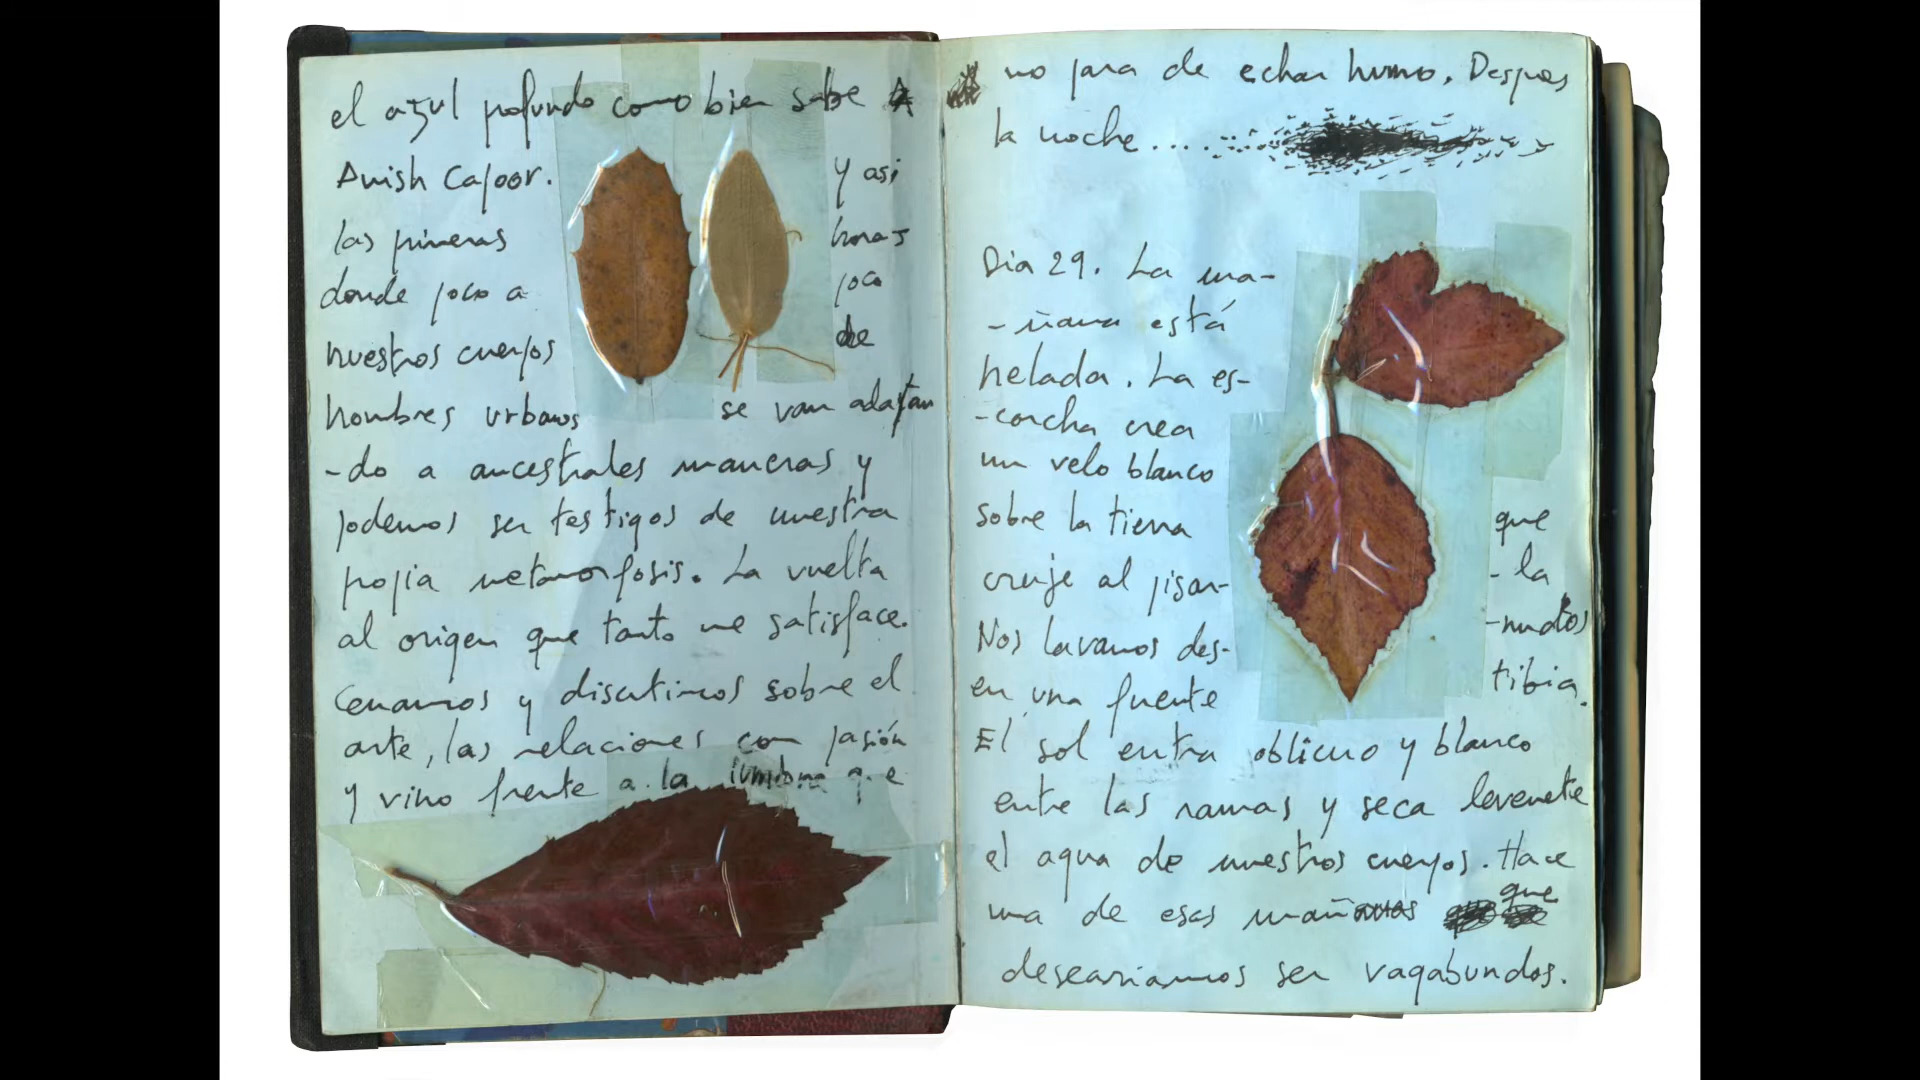 el azul profundo como bien sabe A
Anish Capoor. y asi
las primeras horas
donde poco a poco
nuestros cuerpos de
hombres urbanos se van adaptan
-do a ancestrales maneras y
podemos ser testigos de nuestra
propia metamorfosis. La vuelta
al origen que tanto me satisface.
Cenamos y discutimos sobre el
arte, las relaciones con pasión
y vino frente a la lumbre que
no para de echar humo. Despues
la noche....
Dia 29. La ma-
-ñana está
helada. La es-
-carcha crea
un velo blanco
sobre la tierra que
cruje al pisar-la
Nos lavamos des-nudos
en una fuente tibia.
El sol entra oblicuo y blanco
entre las ramas y seca levemente
el agua de nuestros cuerpos. Hace
una de esas mañanas que
desearíamos ser vagabundos.